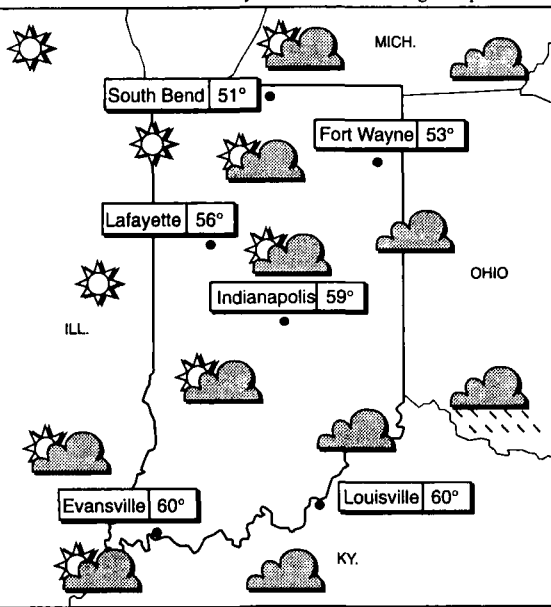 MICH.
South Bend 51°
Fort Wayne 53°
Lafayette 56°
OHIO
Indianapolis 59°
ILL.
Evansville 60°
Louisville 60°
KY.